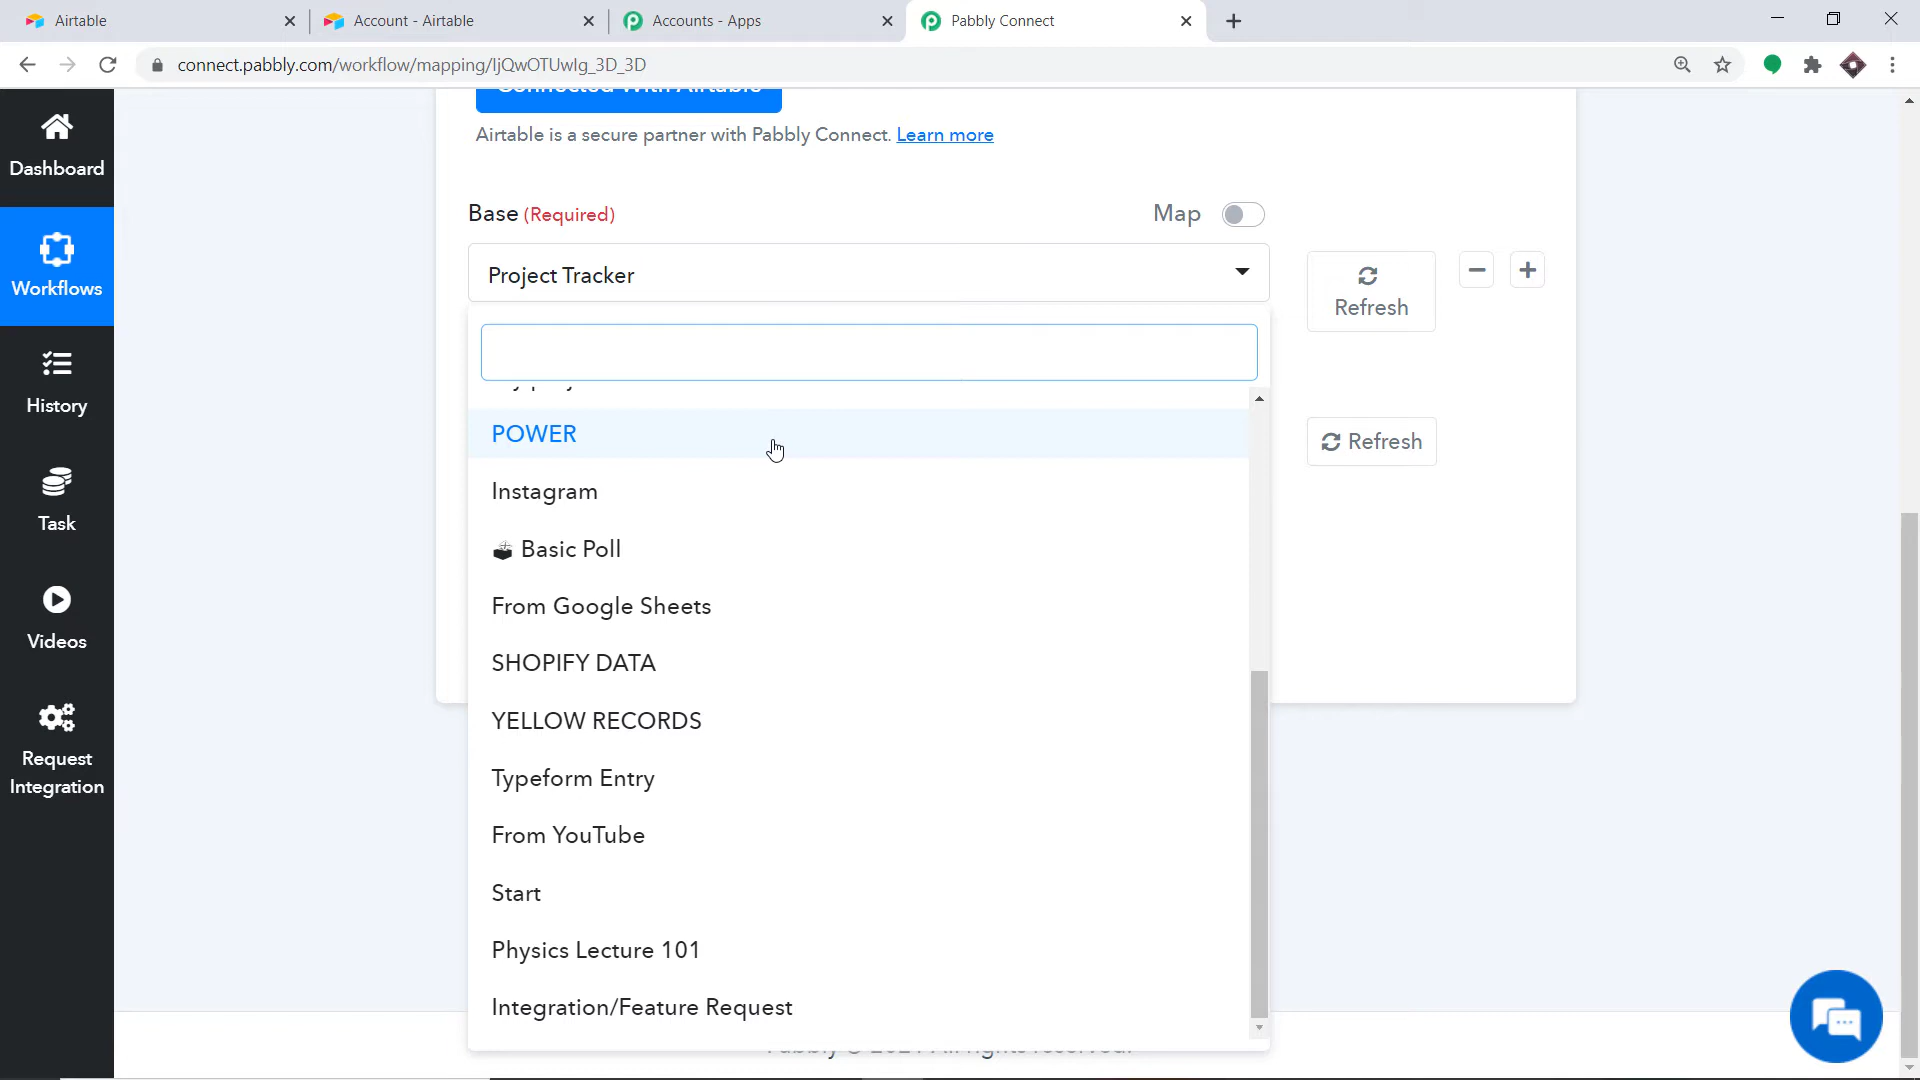 Airtable
Account - Airtable
Accounts - Apps
Pabbly Connect
connect.pabbly.com/workflow/mapping/IjQwOTUwIg_3D_3D
Dashboard
Workflows
History
Task
Videos
Request
Integration
Connected With Airtable
Airtable is a secure partner with Pabbly Connect. Learn more
Base (Required)
Map
Project Tracker
Refresh
Refresh
POWER
Instagram
Basic Poll
From Google Sheets
SHOPIFY DATA
YELLOW RECORDS
Typeform Entry
From YouTube
Start
Physics Lecture 101
Integration/Feature Request